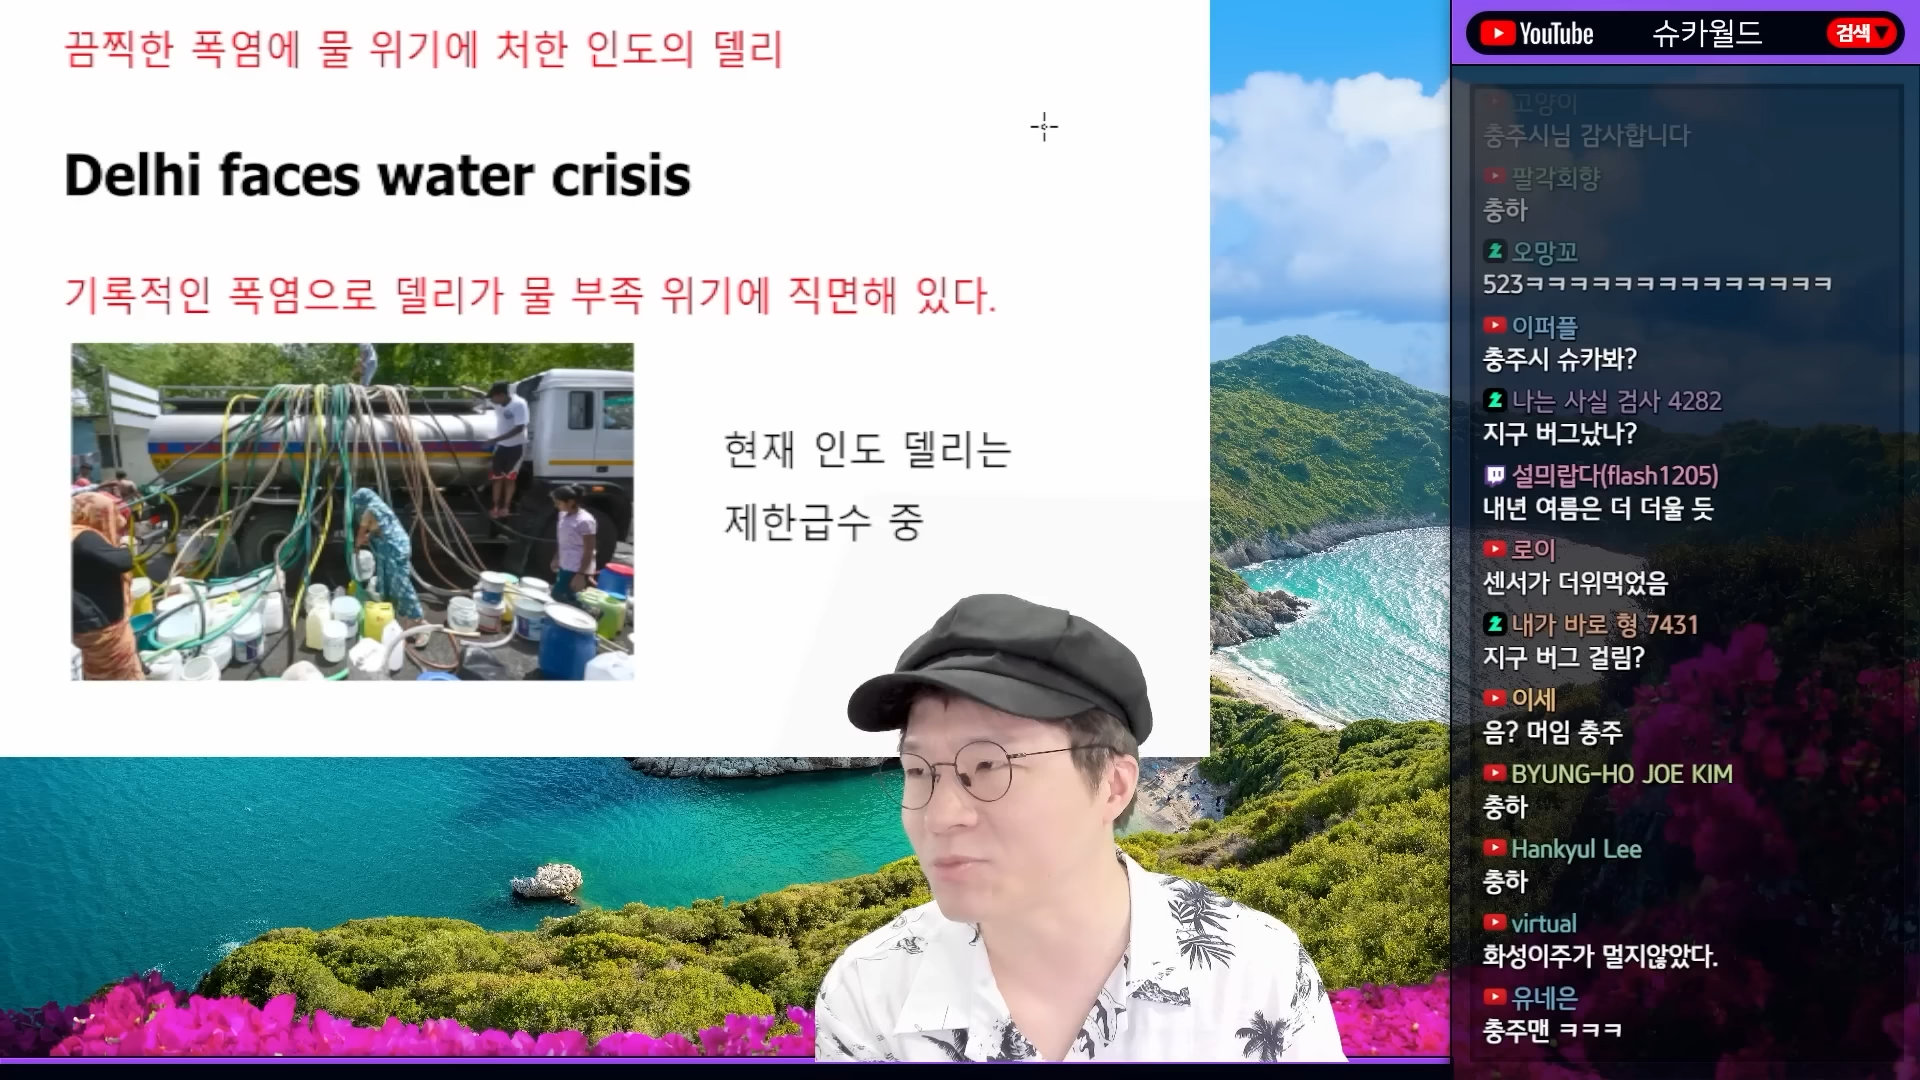 끔찍한 폭염에 물 위기에 처한 인도의 델리
Delhi faces water crisis
기록적인 폭염으로 델리가 물 부족 위기에 직면해 있다.
현재 인도 델리는
제한급수 중
YouTube 슈카월드 검색
고양이
충주시님 감사합니다
팔각회향
충하
오망꼬
523ㅋㅋㅋㅋㅋㅋㅋㅋㅋㅋㅋㅋㅋㅋ
이퍼플
충주시 슈카봐?
나는 사실 검사 4282
지구 버그났나?
설믜랍다(flash1205)
내년 여름은 더 더울 듯
로이
센서가 더위먹었음
내가 바로 형 7431
지구 버그 걸림?
이세
음? 머임 충주
BYUNG-HO JOE KIM
충하
Hankyul Lee
충하
virtual
화성이주가 멀지않았다.
유네은
충주맨 ㅋㅋㅋ